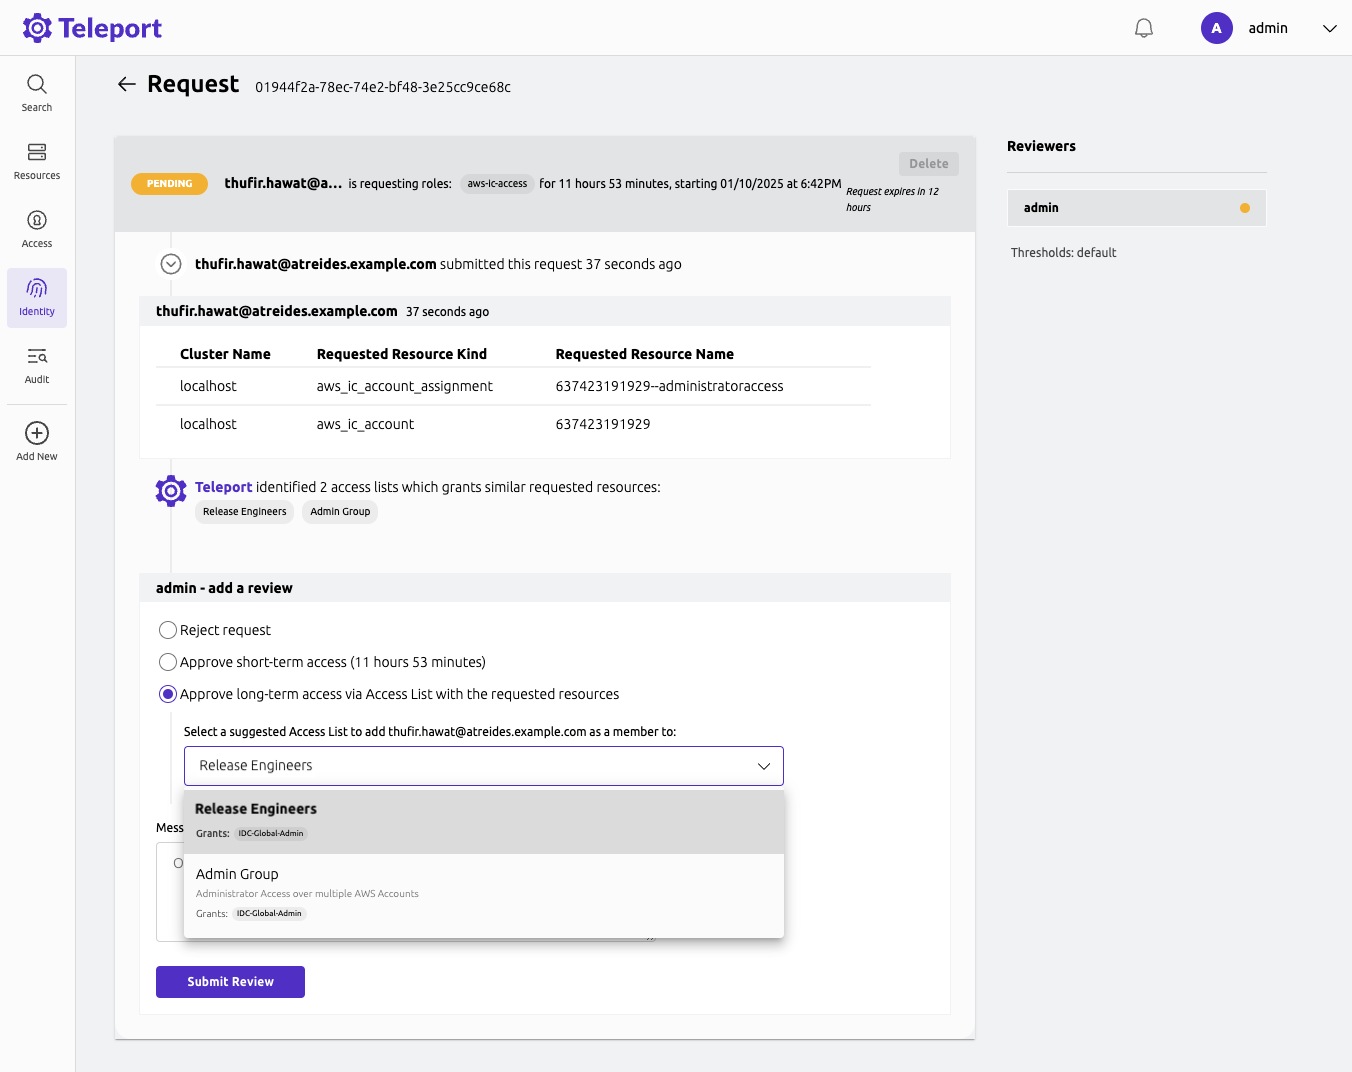 Teleport
A admin
Search
Resources
Access
Identity
Audit
Add New
Request 01944f2a-78ec-74e2-bf48-3e25cc9ce68c
Delete
PENDING thufir.hawat@a... is requesting roles: aws-ic-access for 11 hours 53 minutes, starting 01/10/2025 at 6:42PM
Request expires in 12
hours
thufir.hawat@atreides.example.com submitted this request 37 seconds ago
thufir.hawat@atreides.example.com 37 seconds ago
Cluster Name Requested Resource Kind Requested Resource Name
localhost aws_ic_account_assignment 637423191929--administratoraccess
localhost aws_ic_account 637423191929
Teleport identified 2 access lists which grants similar requested resources:
Release Engineers Admin Group
admin - add a review
Reject request
Approve short-term access (11 hours 53 minutes)
Approve long-term access via Access List with the requested resources
Select a suggested Access List to add thufir.hawat@atreides.example.com as a member to:
Release Engineers
Release Engineers
Grants: IDC-Global-Admin
Admin Group
Administrator Access over multiple AWS Accounts
Grants: IDC-Global-Admin
Mess
O
Submit Review
Reviewers
admin
Thresholds: default